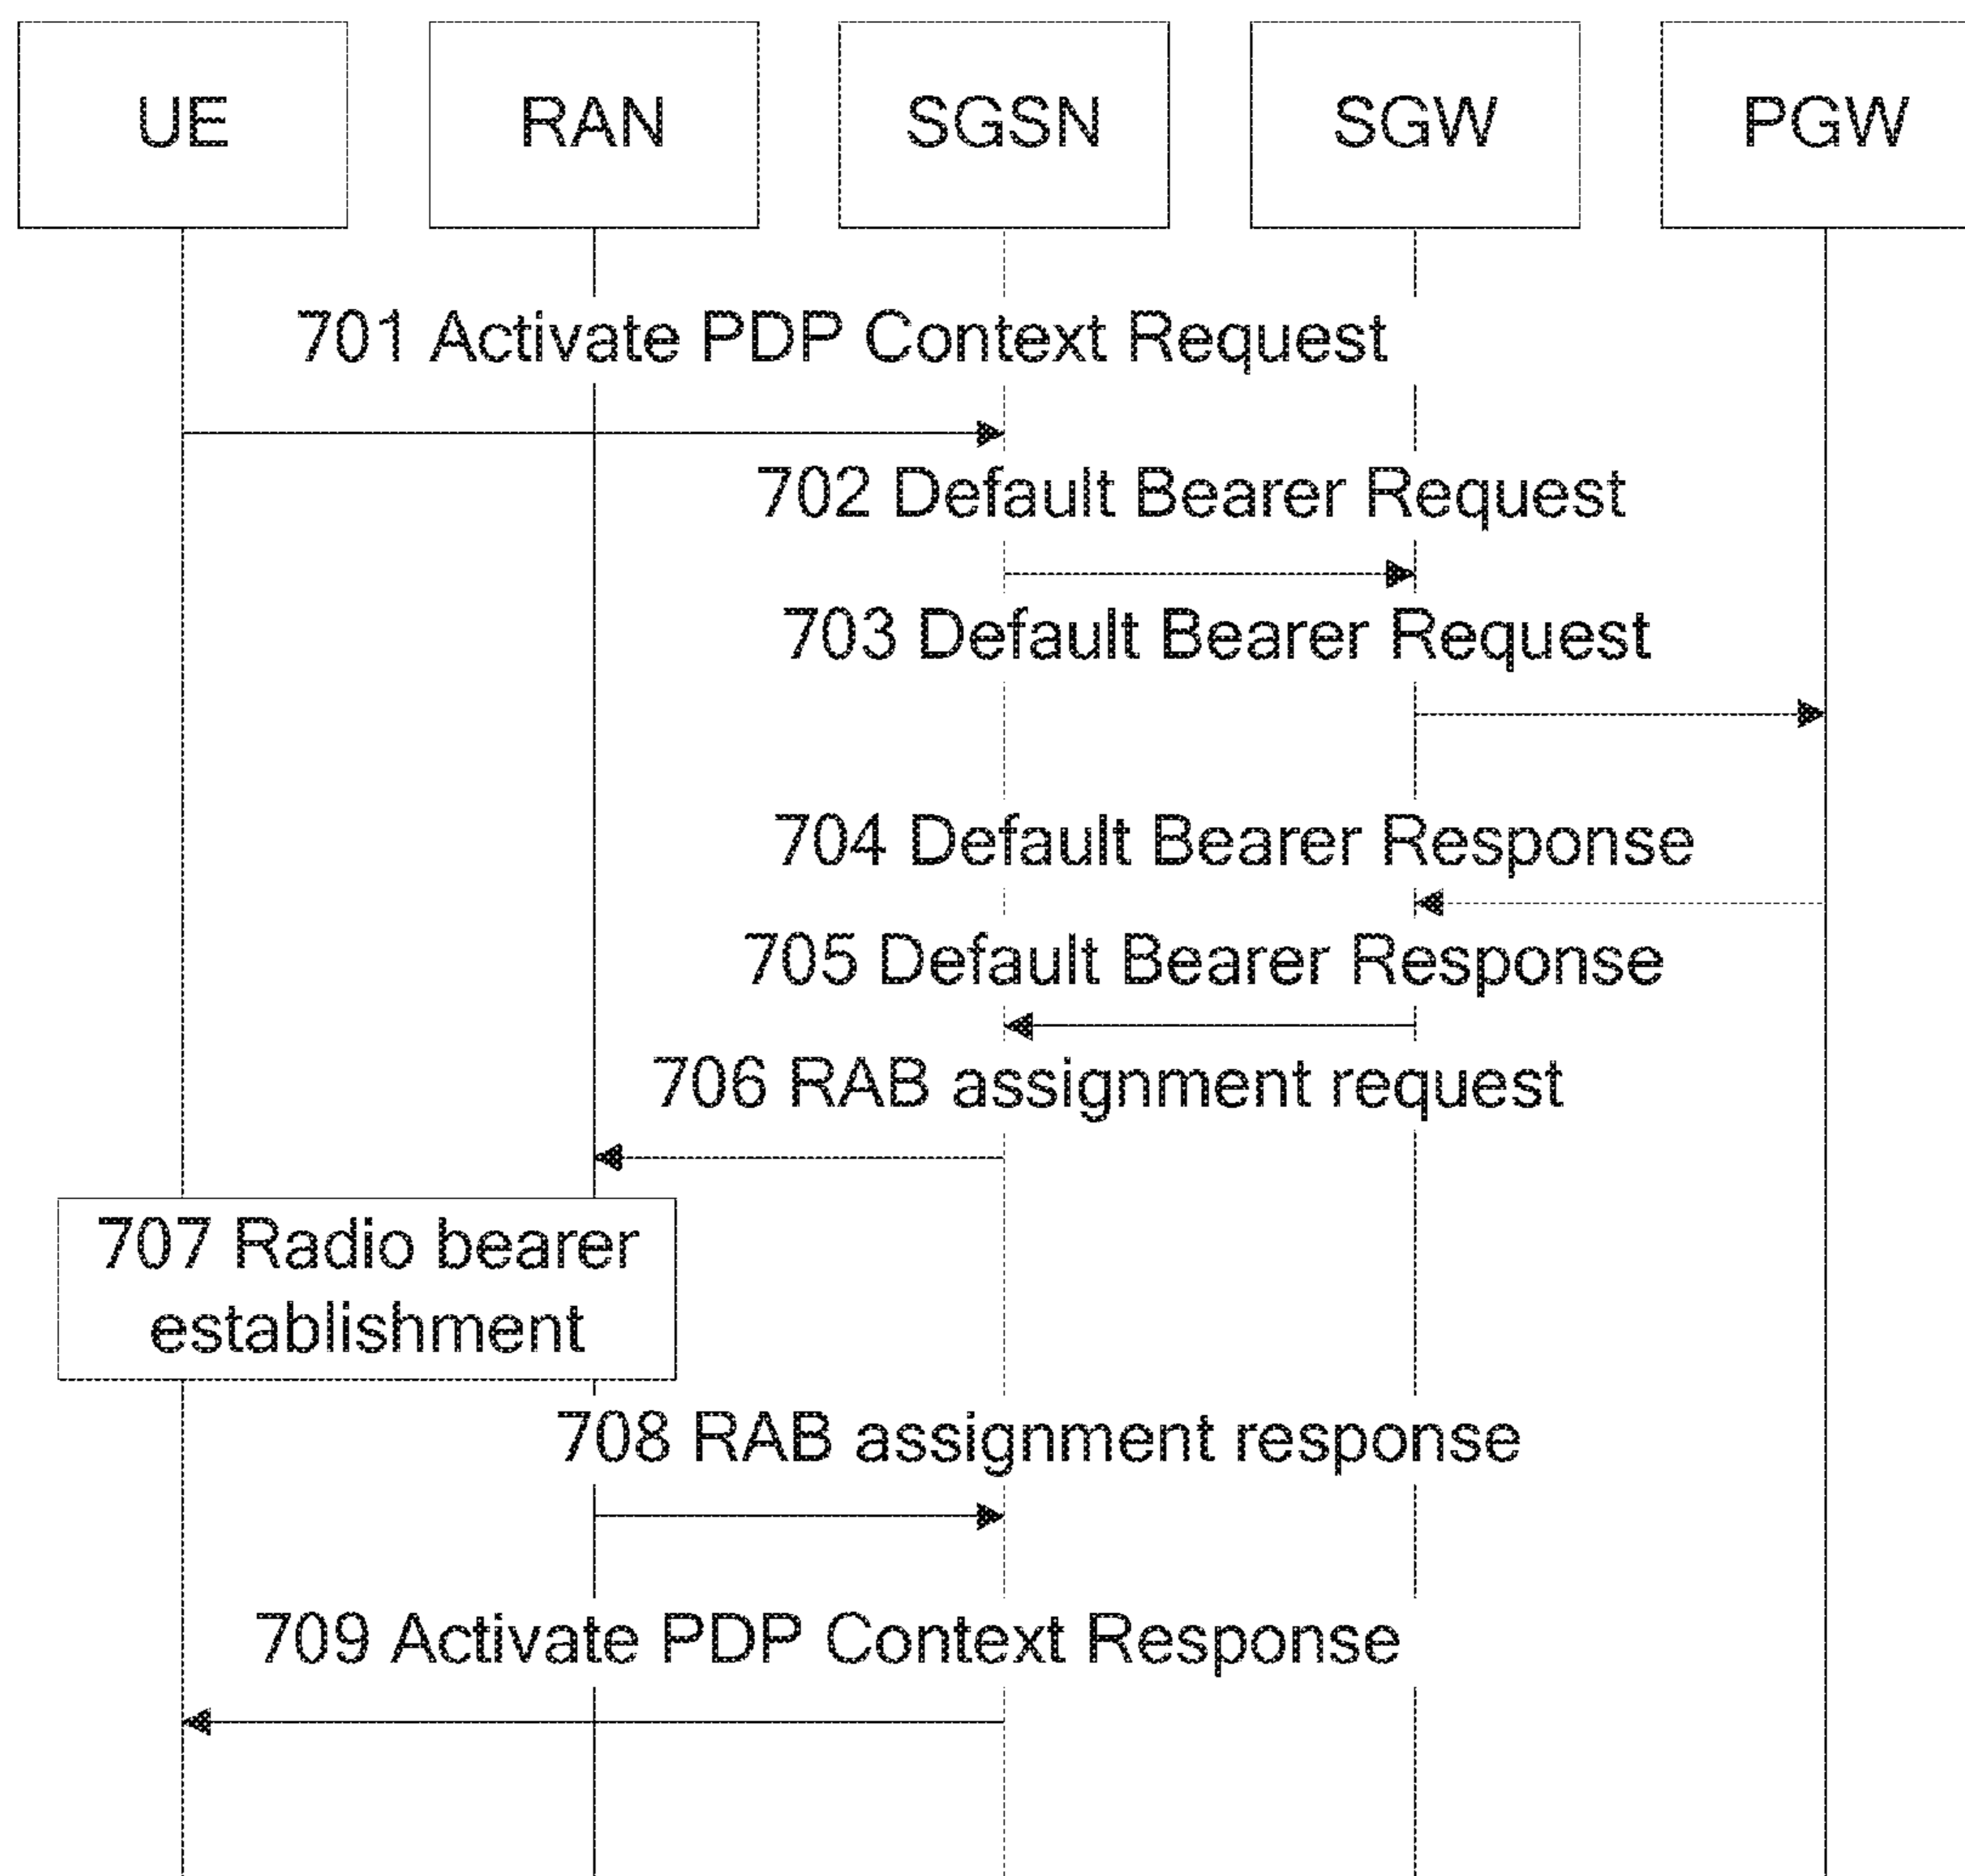 UE RAN SGSN SGW PGW
701 Activate PDP Context Request
702 Default Bearer Request
703 Default Bearer Request
704 Default Bearer Response
705 Default Bearer Response
706 RAB assignment request
707 Radio bearer
establishment
708 RAB assignment response
709 Activate PDP Context Response